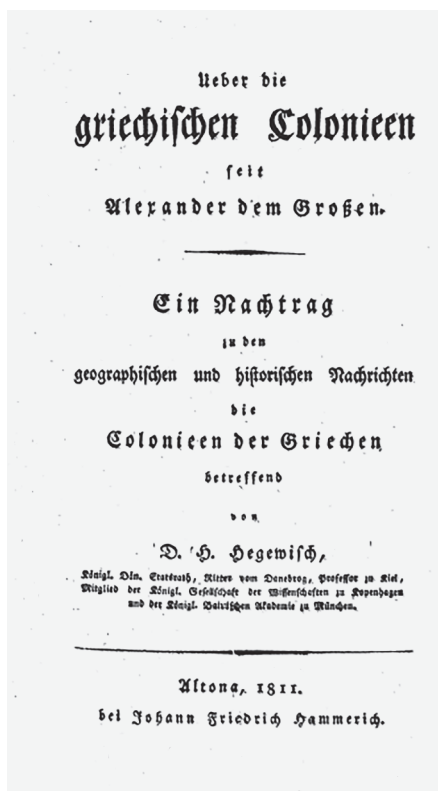 Ueber die
griechischen Colonieen
seit
Alexander dem Großen.
Ein Nachtrag
zu den
geographischen und historischen Nachrichten
die
Colonieen der Griechen
betreffend
von
D. H. Hegewisch,
Königl. Dän. Statsrath, Ritter vom Danebrog, Professor zu Kiel,
Mitglied der Königl. Gesellschaft der Wissenschaften zu Kopenhagen
und der Königl. Bairischen Akademie zu München.
Altona, 1811.
bei Johann Friedrich Hammerich.